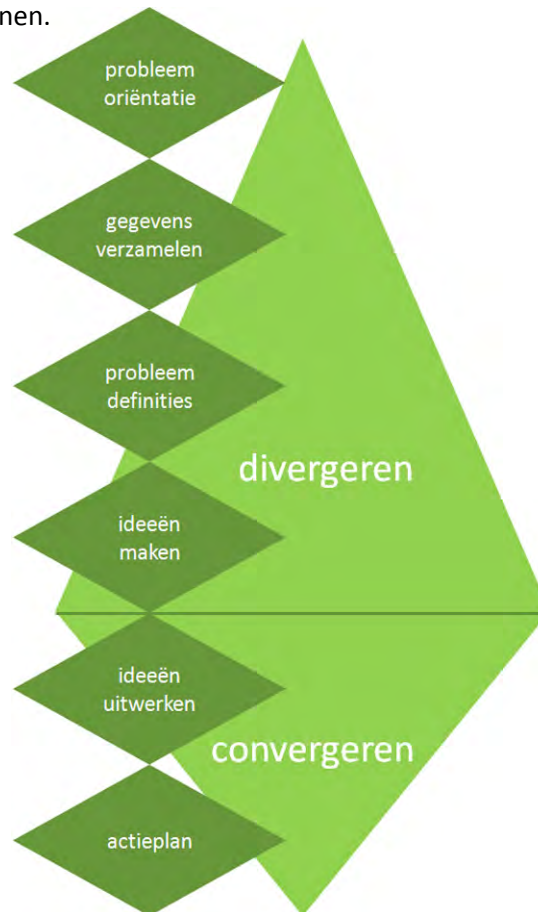 nen.
probleem
oriëntatie
gegevens
verzamelen
probleem
definities
divergeren
ideeën
maken
ideeën
uitwerken
convergeren
actieplan